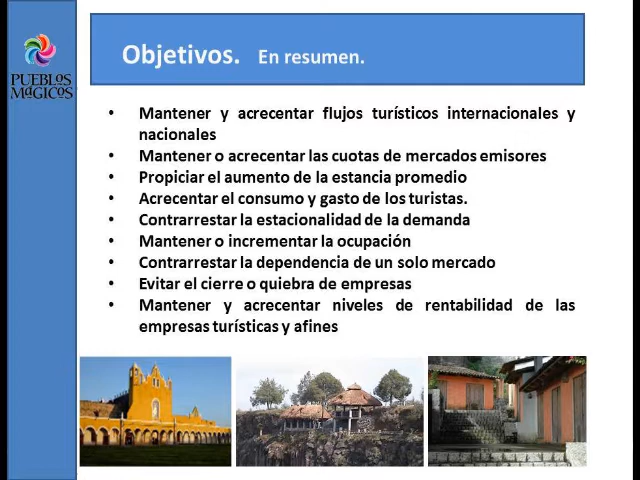 PUEBLOS
MáGICOS
Objetivos. En resumen.
• Mantener y acrecentar flujos turísticos internacionales y
nacionales
• Mantener o acrecentar las cuotas de mercados emisores
• Propiciar el aumento de la estancia promedio
• Acrecentar el consumo y gasto de los turistas.
• Contrarrestar la estacionalidad de la demanda
• Mantener o incrementar la ocupación
• Contrarrestar la dependencia de un solo mercado
• Evitar el cierre o quiebra de empresas
• Mantener y acrecentar niveles de rentabilidad de las
empresas turísticas y afines